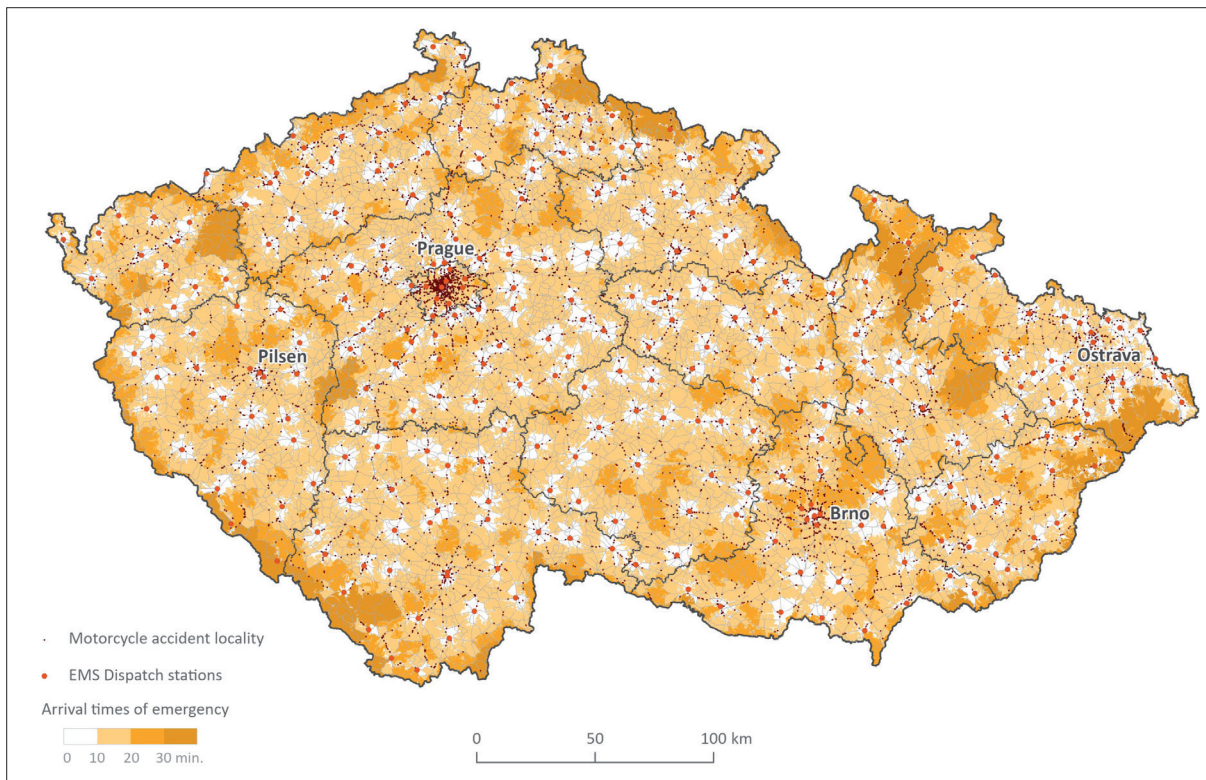 Prague
Pilsen
Ostrava
Brno
Motorcycle accident locality
EMS Dispatch stations
Arrival times of emergency
0 10 20 30 min.
0 50 100 km